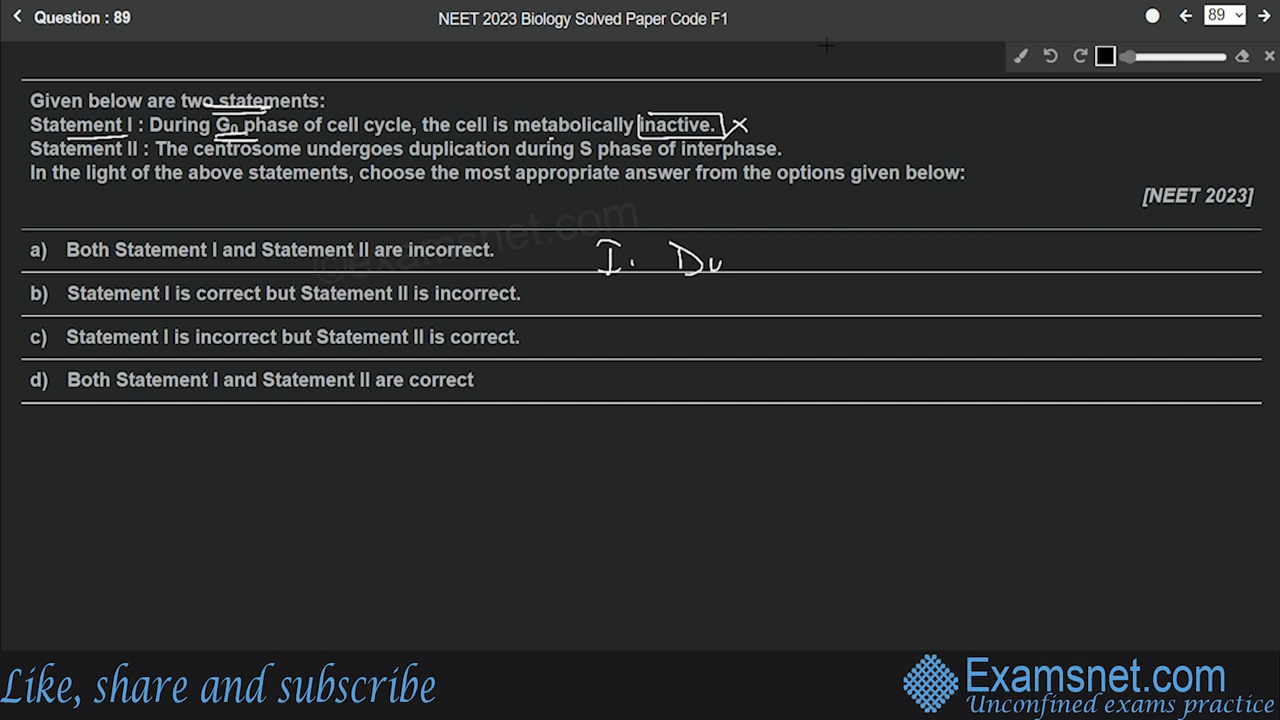 Question : 89
NEET 2023 Biology Solved Paper Code F1
89
Given below are two statements:
Statement I : During G0 phase of cell cycle, the cell is metabolically inactive.
Statement II : The centrosome undergoes duplication during S phase of interphase.
In the light of the above statements, choose the most appropriate answer from the options given below:
[NEET 2023]
©examsnet.com
a) Both Statement I and Statement II are incorrect.
I. Du
b) Statement I is correct but Statement II is incorrect.
c) Statement I is incorrect but Statement II is correct.
d) Both Statement I and Statement II are correct
Like, share and subscribe
Examsnet.com
Unconfined exams practice